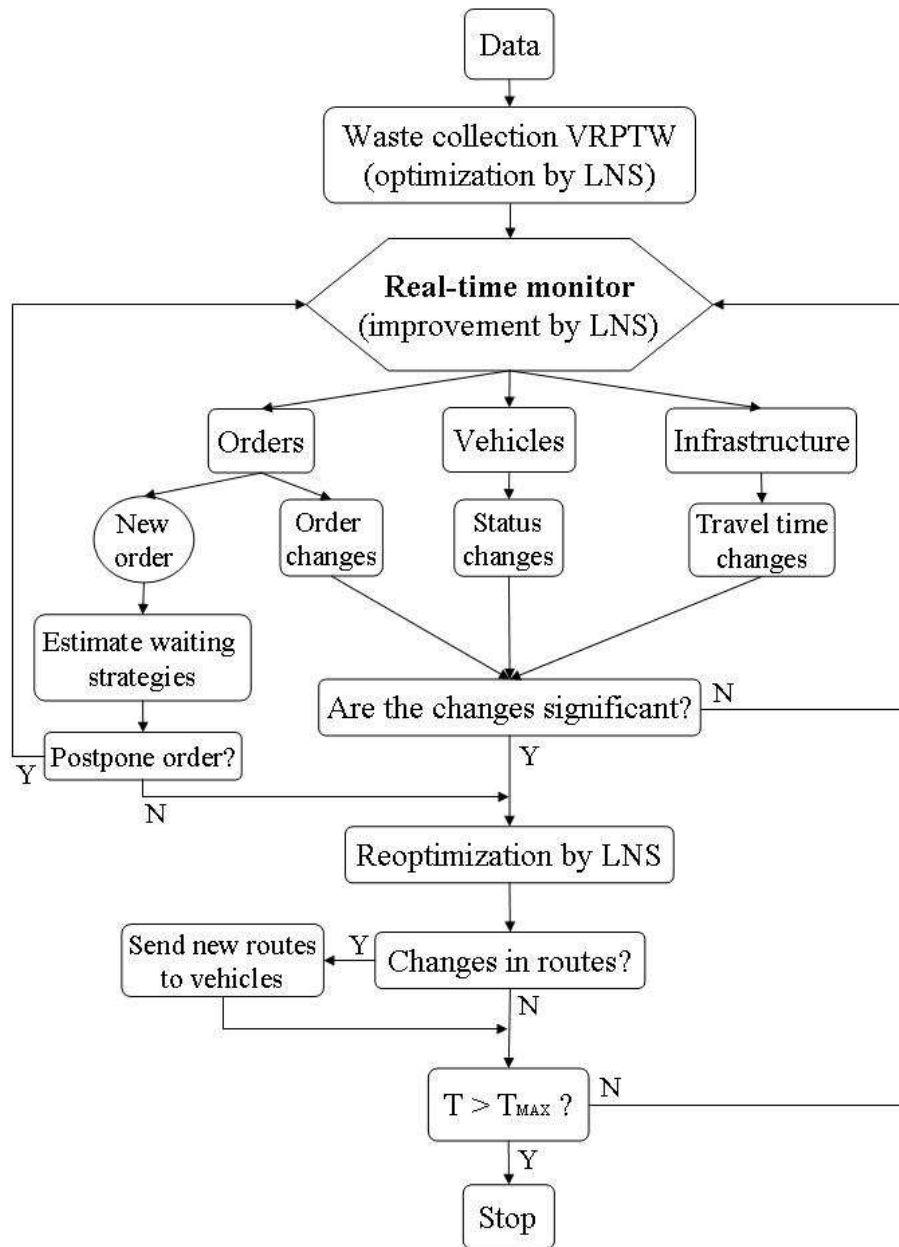 Data
Waste collection VRPTW
(optimization by LNS)
Real-time monitor
(improvement by LNS)
Orders
Vehicles
Infrastructure
New
order
Order
changes
Status
changes
Travel time
changes
Estimate waiting
strategies
Are the changes significant?
N
Postpone order?
Y
Y
N
Reoptimization by LNS
Send new routes
to vehicles
Y
Changes in routes?
N
T > TMAX ?
N
Y
Stop